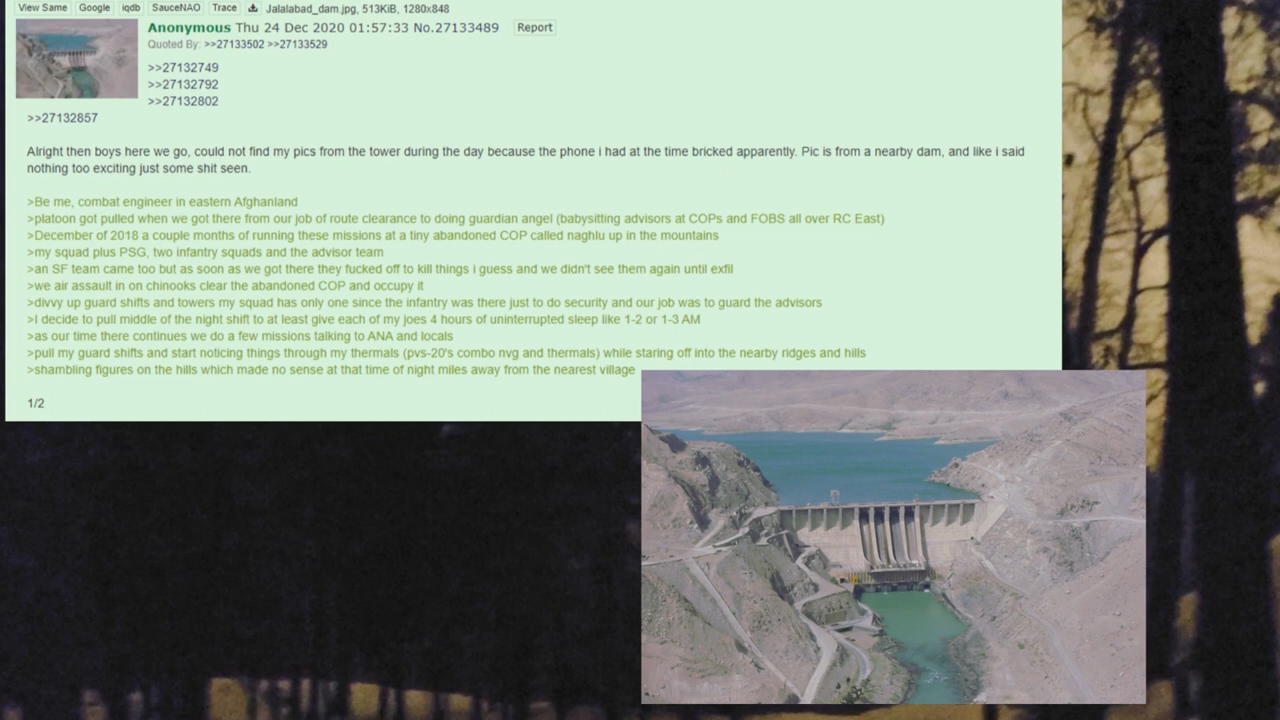 View Same Google iqdb SauceNAO Trace Jalalabad_dam.jpg, 513KiB, 1280x848
Anonymous Thu 24 Dec 2020 01:57:33 No.27133489 Report
Quoted By: >>27133502 >>27133529
>>27132749
>>27132792
>>27132802
>>27132857
Alright then boys here we go, could not find my pics from the tower during the day because the phone i had at the time bricked apparently. Pic is from a nearby dam, and like i said
nothing too exciting just some shit seen.
>Be me, combat engineer in eastern Afghanland
>platoon got pulled when we got there from our job of route clearance to doing guardian angel (babysitting advisors at COPs and FOBS all over RC East)
>December of 2018 a couple months of running these missions at a tiny abandoned COP called naghlu up in the mountains
>my squad plus PSG, two infantry squads and the advisor team
>an SF team came too but as soon as we got there they fucked off to kill things i guess and we didn't see them again until exfil
>we air assault in on chinooks clear the abandoned COP and occupy it
>divvy up guard shifts and towers my squad has only one since the infantry was there just to do security and our job was to guard the advisors
>I decide to pull middle of the night shift to at least give each of my joes 4 hours of uninterrupted sleep like 1-2 or 1-3 AM
>as our time there continues we do a few missions talking to ANA and locals
>pull my guard shifts and start noticing things through my thermals (pvs-20's combo nvg and thermals) while staring off into the nearby ridges and hills
>shambling figures on the hills which made no sense at that time of night miles away from the nearest village
1/2